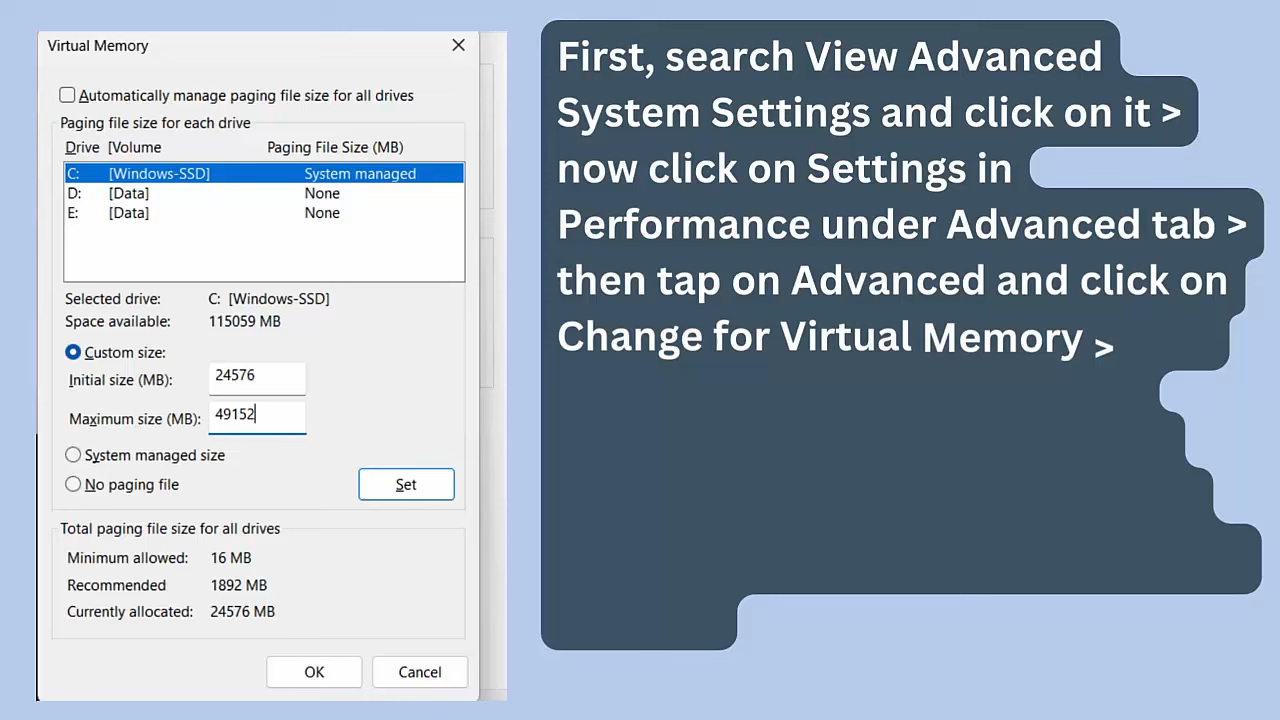 Virtual Memory
Automatically manage paging file size for all drives
Paging file size for each drive
Drive [Volume Paging File Size (MB)
C: [Windows-SSD] System managed
D: [Data] None
E: [Data] None
Selected drive: C: [Windows-SSD]
Space available: 115059 MB
Custom size:
Initial size (MB): 24576
Maximum size (MB): 49152
System managed size
No paging file
Set
Total paging file size for all drives
Minimum allowed: 16 MB
Recommended 1892 MB
Currently allocated: 24576 MB
OK Cancel
First, search View Advanced
System Settings and click on it >
now click on Settings in
Performance under Advanced tab >
then tap on Advanced and click on
Change for Virtual Memory >